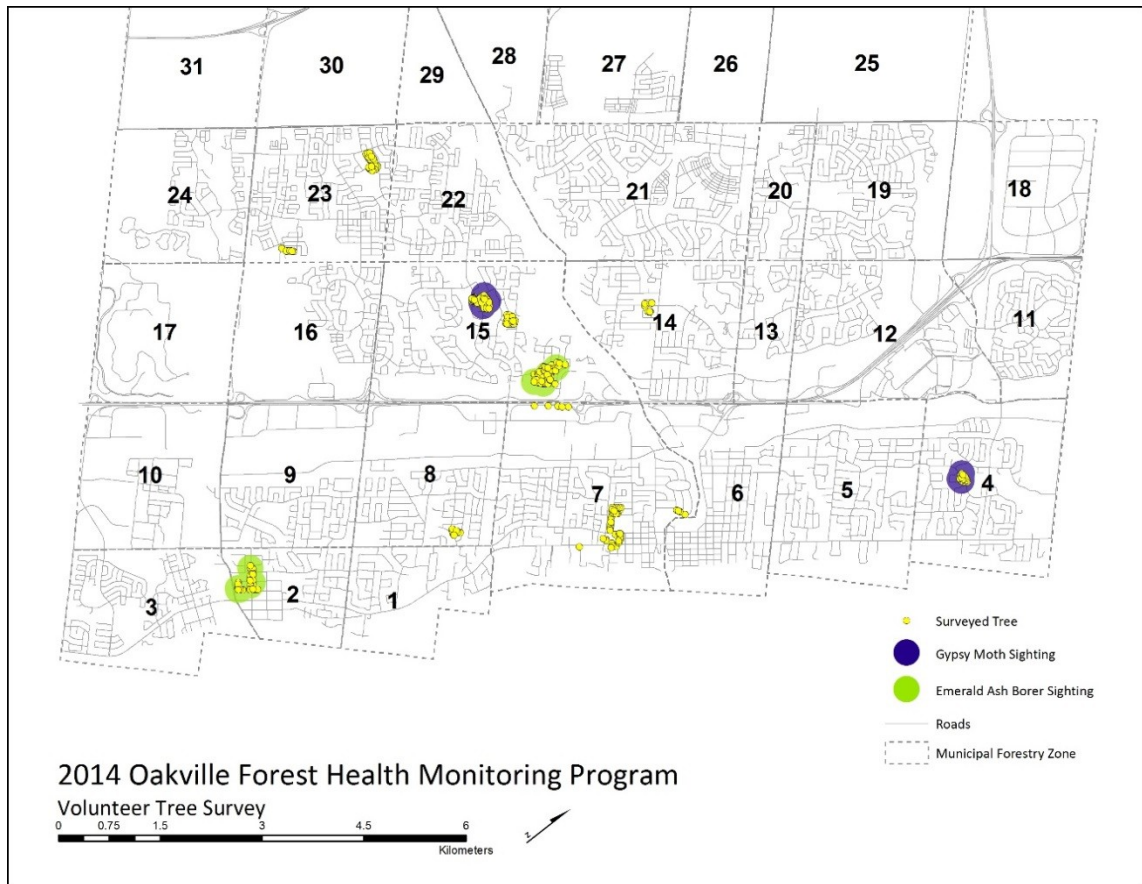 31 30 29 28 27 26 25
24 23 22 21 20 19 18
17 16 15 14 13 12 11
10 9 8 7 6 5 4
3 2 1
Surveyed Tree
Gypsy Moth Sighting
Emerald Ash Borer Sighting
Roads
Municipal Forestry Zone
2014 Oakville Forest Health Monitoring Program
Volunteer Tree Survey
0 0.75 1.5 3 4.5 6
Kilometers
N